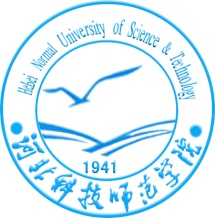 Hebei Normal University of Science & Technology
1941
河北科技师范学院